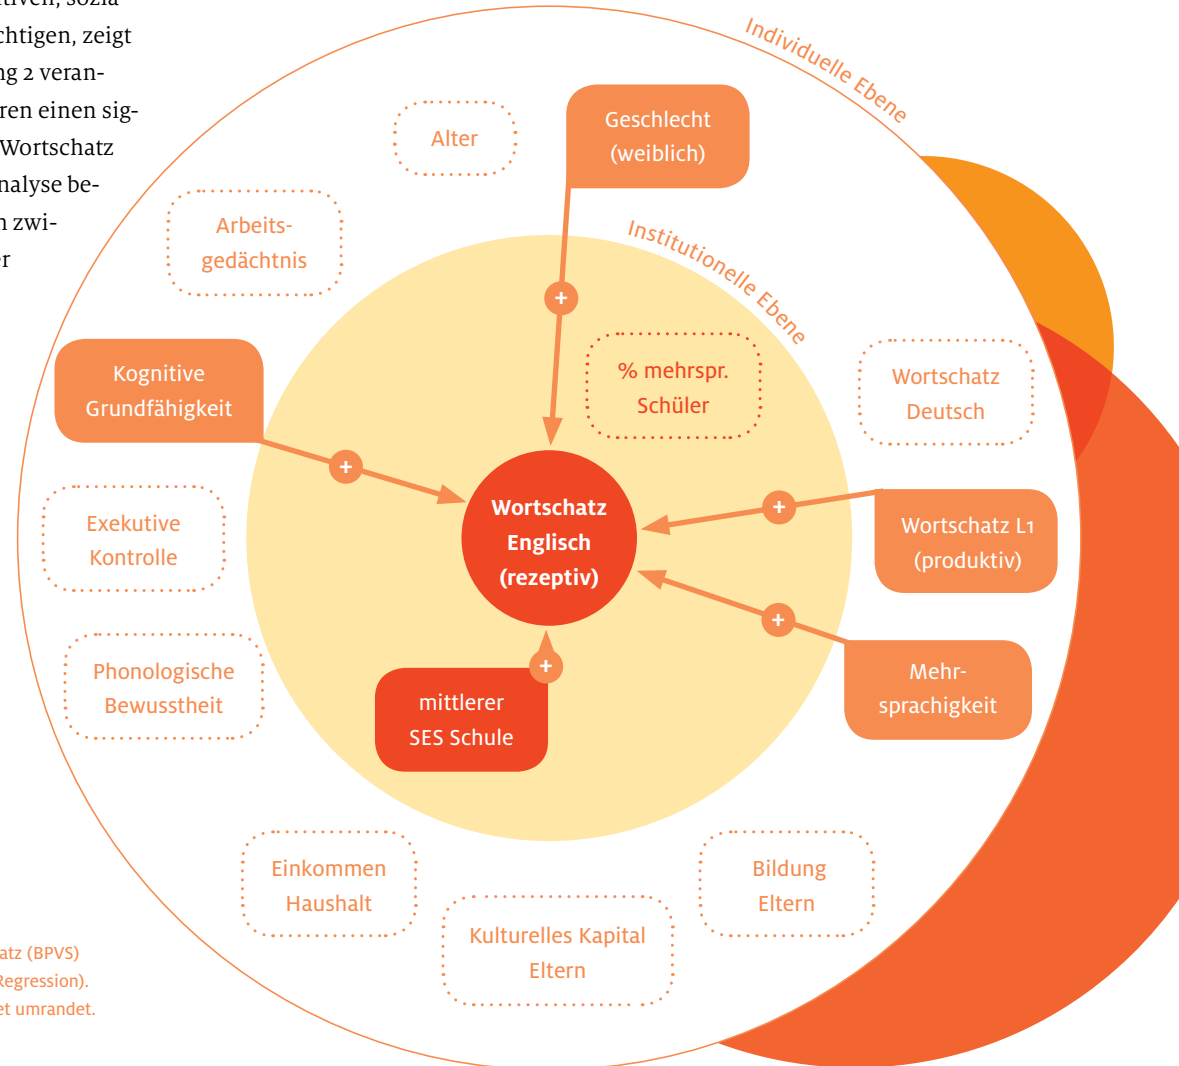 chtigen, zeigt
ng 2 veran-
ren einen sig-
Wortschatz
nalyse be-
n zwi-
er
Individuelle Ebene
Alter
Geschlecht
(weiblich)
Arbeits-
gedächtnis
Institutionelle Ebene
% mehrspr.
Schüler
Kognitive
Grundfähigkeit
Wortschatz
Deutsch
Wortschatz
Englisch
(rezeptiv)
Exekutive
Kontrolle
Wortschatz L1
(produktiv)
Phonologische
Bewusstheit
Mehr-
sprachigkeit
mittlerer
SES Schule
+
+
+
+
+
Einkommen
Haushalt
Bildung
Eltern
Kulturelles Kapital
Eltern
atz (BPVS)
Regression).
et umrandet.